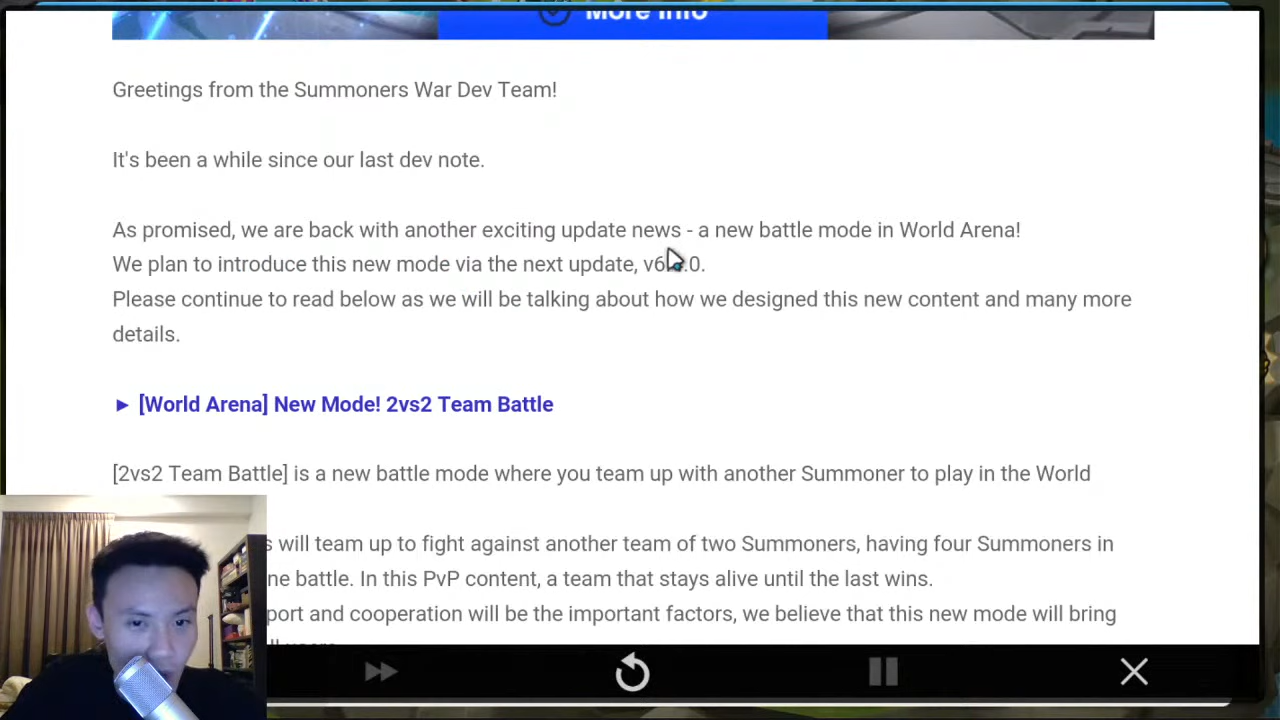 More Info
Greetings from the Summoners War Dev Team!
It's been a while since our last dev note.
As promised, we are back with another exciting update news - a new battle mode in World Arena!
We plan to introduce this new mode via the next update,
Please continue to read below as we will be talking about how we designed this new content and many more
details.
► [World Arena] New Mode! 2vs2 Team Battle
[2vs2 Team Battle] is a new battle mode where you team up with another Summoner to play in the World
will team up to fight against another team of two Summoners, having four Summoners in
battle. In this PvP content, a team that stays alive until the last wins.
and cooperation will be the important factors, we believe that this new mode will bring